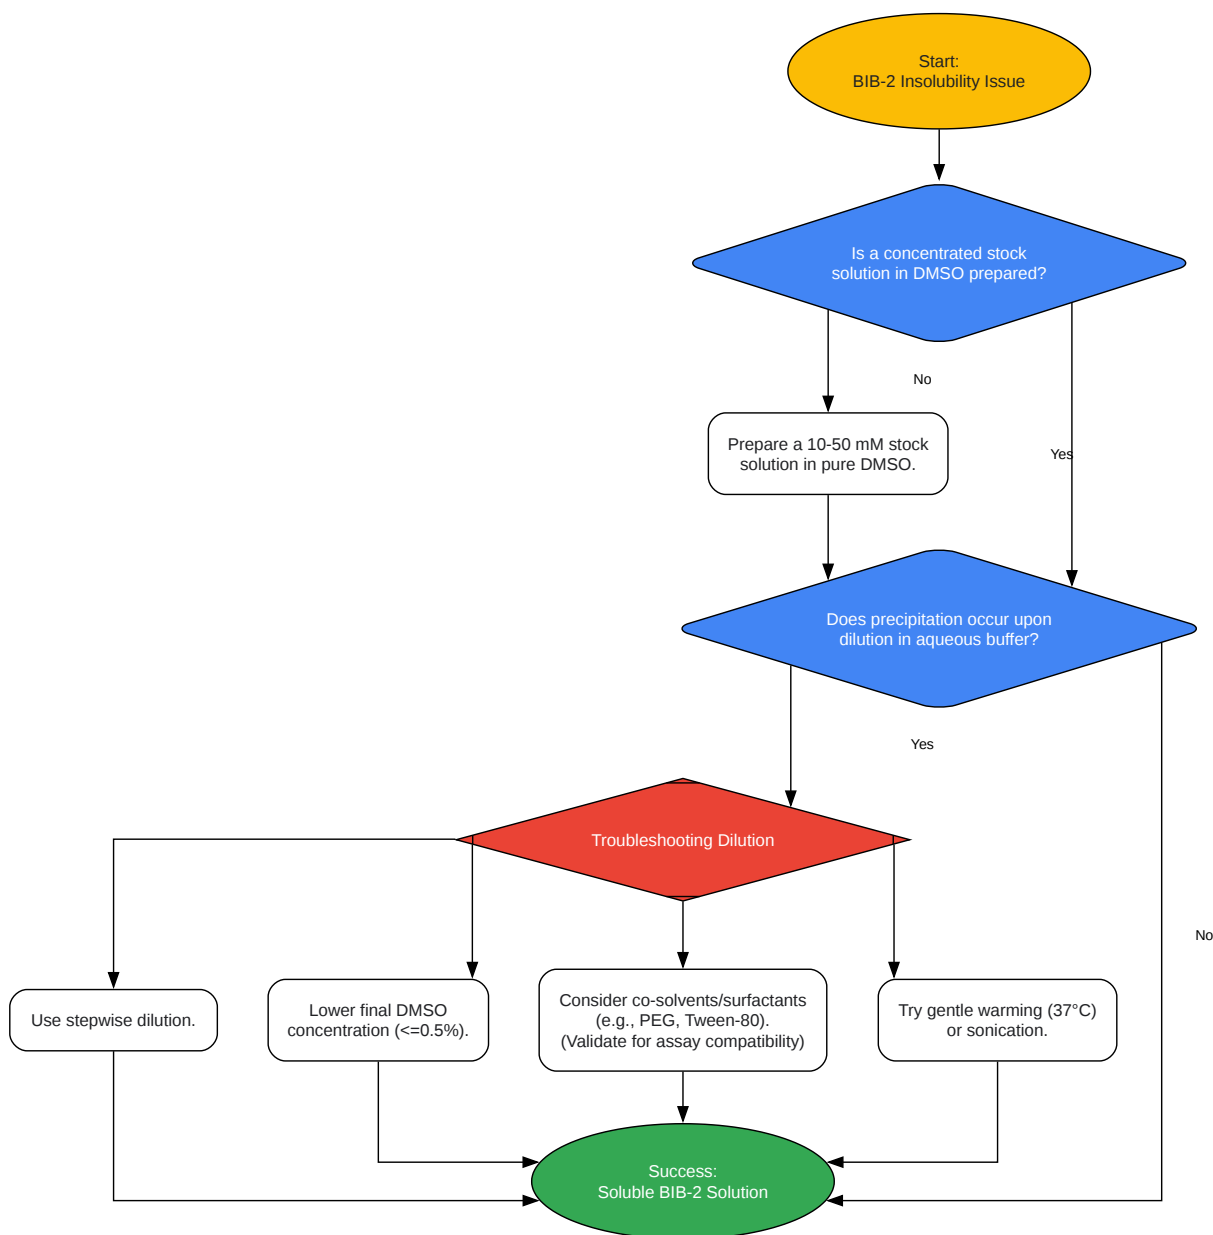 Start:
BIB-2 Insolubility Issue
Is a concentrated stock
solution in DMSO prepared?
No
Prepare a 10-50 mM stock
solution in pure DMSO.
Yes
Does precipitation occur upon
dilution in aqueous buffer?
Yes
Troubleshooting Dilution
No
Use stepwise dilution.
Lower final DMSO
concentration (<=0.5%).
Consider co-solvents/surfactants
(e.g., PEG, Tween-80).
(Validate for assay compatibility)
Try gentle warming (37°C)
or sonication.
Success:
Soluble BIB-2 Solution